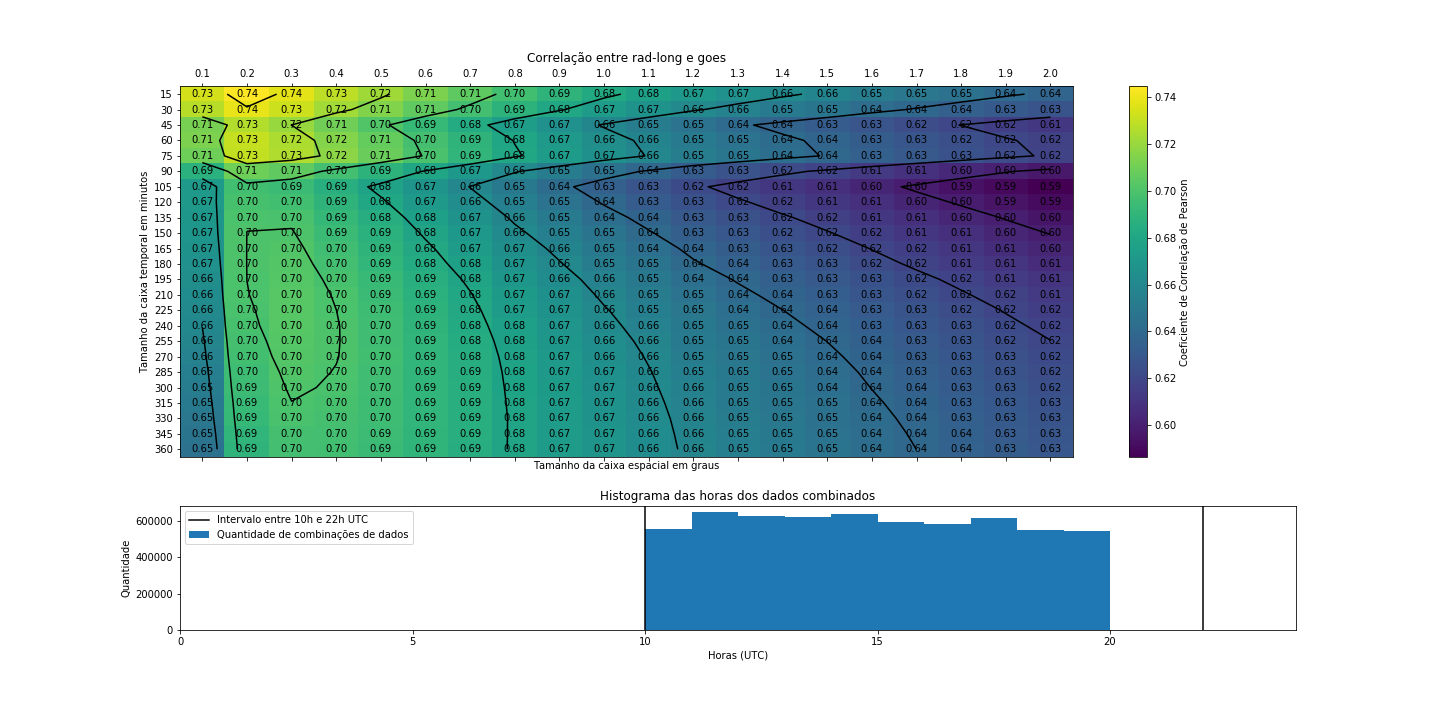 Correlação entre rad-long e goes
0.1 0.2 0.3 0.4 0.5 0.6 0.7 0.8 0.9 1.0 1.1 1.2 1.3 1.4 1.5 1.6 1.7 1.8 1.9 2.0
15 0.73 0.74 0.74 0.73 0.72 0.71 0.71 0.70 0.69 0.68 0.68 0.67 0.67 0.66 0.66 0.65 0.65 0.65 0.64 0.64
30 0.73 0.74 0.73 0.72 0.71 0.71 0.70 0.69 0.68 0.67 0.67 0.66 0.66 0.65 0.65 0.64 0.64 0.64 0.63 0.63
45 0.71 0.73 0.72 0.71 0.70 0.69 0.68 0.67 0.67 0.66 0.65 0.65 0.64 0.64 0.63 0.63 0.62 0.62 0.62 0.61
60 0.71 0.73 0.72 0.71 0.71 0.69 0.69 0.68 0.67 0.66 0.66 0.65 0.64 0.64 0.63 0.63 0.63 0.62 0.62 0.62
75 0.71 0.73 0.73 0.72 0.71 0.70 0.69 0.68 0.67 0.67 0.66 0.65 0.65 0.64 0.64 0.63 0.63 0.63 0.62 0.62
90 0.69 0.71 0.71 0.70 0.69 0.68 0.67 0.66 0.65 0.65 0.64 0.63 0.63 0.62 0.62 0.61 0.61 0.61 0.60 0.60
105 0.67 0.70 0.69 0.69 0.68 0.67 0.66 0.65 0.64 0.63 0.63 0.62 0.62 0.61 0.61 0.60 0.60 0.59 0.59 0.59
120 0.67 0.70 0.70 0.69 0.68 0.67 0.66 0.65 0.65 0.64 0.63 0.63 0.62 0.62 0.61 0.61 0.60 0.60 0.59 0.59
135 0.67 0.70 0.70 0.69 0.68 0.68 0.67 0.66 0.65 0.64 0.64 0.63 0.63 0.62 0.62 0.61 0.61 0.60 0.60 0.60
150 0.67 0.70 0.70 0.69 0.69 0.68 0.67 0.66 0.65 0.65 0.64 0.63 0.63 0.62 0.62 0.61 0.61 0.60 0.60 0.60
165 0.67 0.70 0.70 0.69 0.69 0.68 0.67 0.67 0.66 0.65 0.64 0.64 0.63 0.63 0.62 0.62 0.62 0.61 0.61 0.60
180 0.67 0.70 0.70 0.70 0.69 0.68 0.68 0.67 0.66 0.65 0.65 0.64 0.64 0.63 0.63 0.62 0.62 0.61 0.61 0.61
195 0.66 0.70 0.70 0.70 0.69 0.69 0.68 0.67 0.66 0.66 0.65 0.64 0.64 0.63 0.63 0.63 0.62 0.62 0.61 0.61
210 0.66 0.70 0.70 0.70 0.69 0.69 0.68 0.67 0.67 0.66 0.65 0.65 0.64 0.64 0.63 0.63 0.62 0.62 0.62 0.61
225 0.66 0.70 0.70 0.70 0.69 0.69 0.68 0.67 0.67 0.66 0.65 0.65 0.64 0.64 0.63 0.63 0.63 0.62 0.62 0.62
240 0.66 0.70 0.70 0.70 0.70 0.69 0.68 0.68 0.67 0.66 0.66 0.65 0.65 0.64 0.64 0.63 0.63 0.63 0.62 0.62
255 0.66 0.70 0.70 0.70 0.70 0.69 0.68 0.68 0.67 0.66 0.66 0.65 0.65 0.64 0.64 0.63 0.63 0.63 0.62 0.62
270 0.66 0.70 0.70 0.70 0.70 0.69 0.69 0.68 0.67 0.67 0.66 0.65 0.65 0.64 0.64 0.64 0.63 0.63 0.63 0.62
285 0.65 0.70 0.70 0.70 0.70 0.69 0.69 0.68 0.67 0.67 0.66 0.65 0.65 0.65 0.64 0.64 0.63 0.63 0.63 0.62
300 0.65 0.69 0.70 0.70 0.70 0.69 0.69 0.68 0.67 0.67 0.66 0.66 0.65 0.65 0.64 0.64 0.63 0.63 0.63 0.62
315 0.65 0.69 0.70 0.70 0.70 0.69 0.69 0.68 0.67 0.67 0.66 0.66 0.65 0.65 0.64 0.64 0.64 0.63 0.63 0.63
330 0.65 0.69 0.70 0.70 0.69 0.69 0.69 0.68 0.67 0.67 0.66 0.66 0.65 0.65 0.64 0.64 0.64 0.63 0.63 0.63
345 0.65 0.69 0.70 0.70 0.69 0.69 0.69 0.68 0.67 0.67 0.66 0.66 0.65 0.65 0.65 0.64 0.64 0.64 0.63 0.63
360 0.65 0.69 0.70 0.70 0.69 0.69 0.69 0.68 0.67 0.67 0.66 0.66 0.65 0.65 0.65 0.64 0.64 0.64 0.63 0.63
Tamanho da caixa temporal em minutos
Tamanho da caixa espacial em graus
0.74
0.72
0.70
0.68
0.66
0.64
0.62
0.60
Coeficiente de Correlação de Pearson
Histograma das horas dos dados combinados
Intervalo entre 10h e 22h UTC
Quantidade de combinações de dados
600000
400000
200000
0
Quantidade
0 5 10 15 20
Horas (UTC)